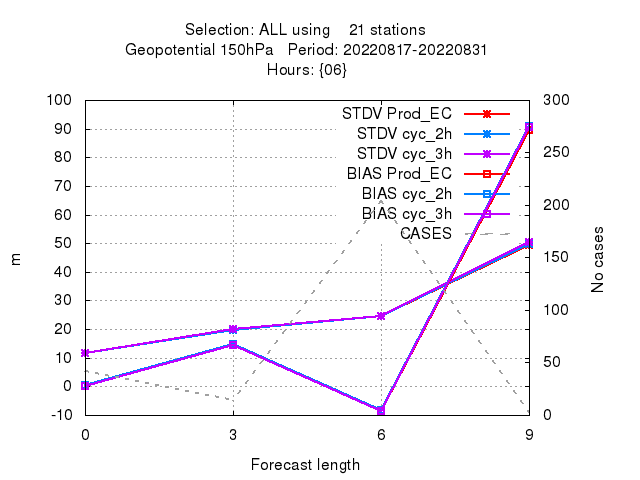 Selection: ALL using 21 stations
Geopotential 150hPa Period: 20220817-20220831
Hours: {06}
100
90
80
70
60
50
40
30
20
10
0
-10
m
STDV Prod_EC
STDV cyc_2h
STDV cyc_3h
BIAS Prod_EC
BIAS cyc_2h
BIAS cyc_3h
CASES
300
250
200
150
100
50
0
No cases
0 3 6 9
Forecast length